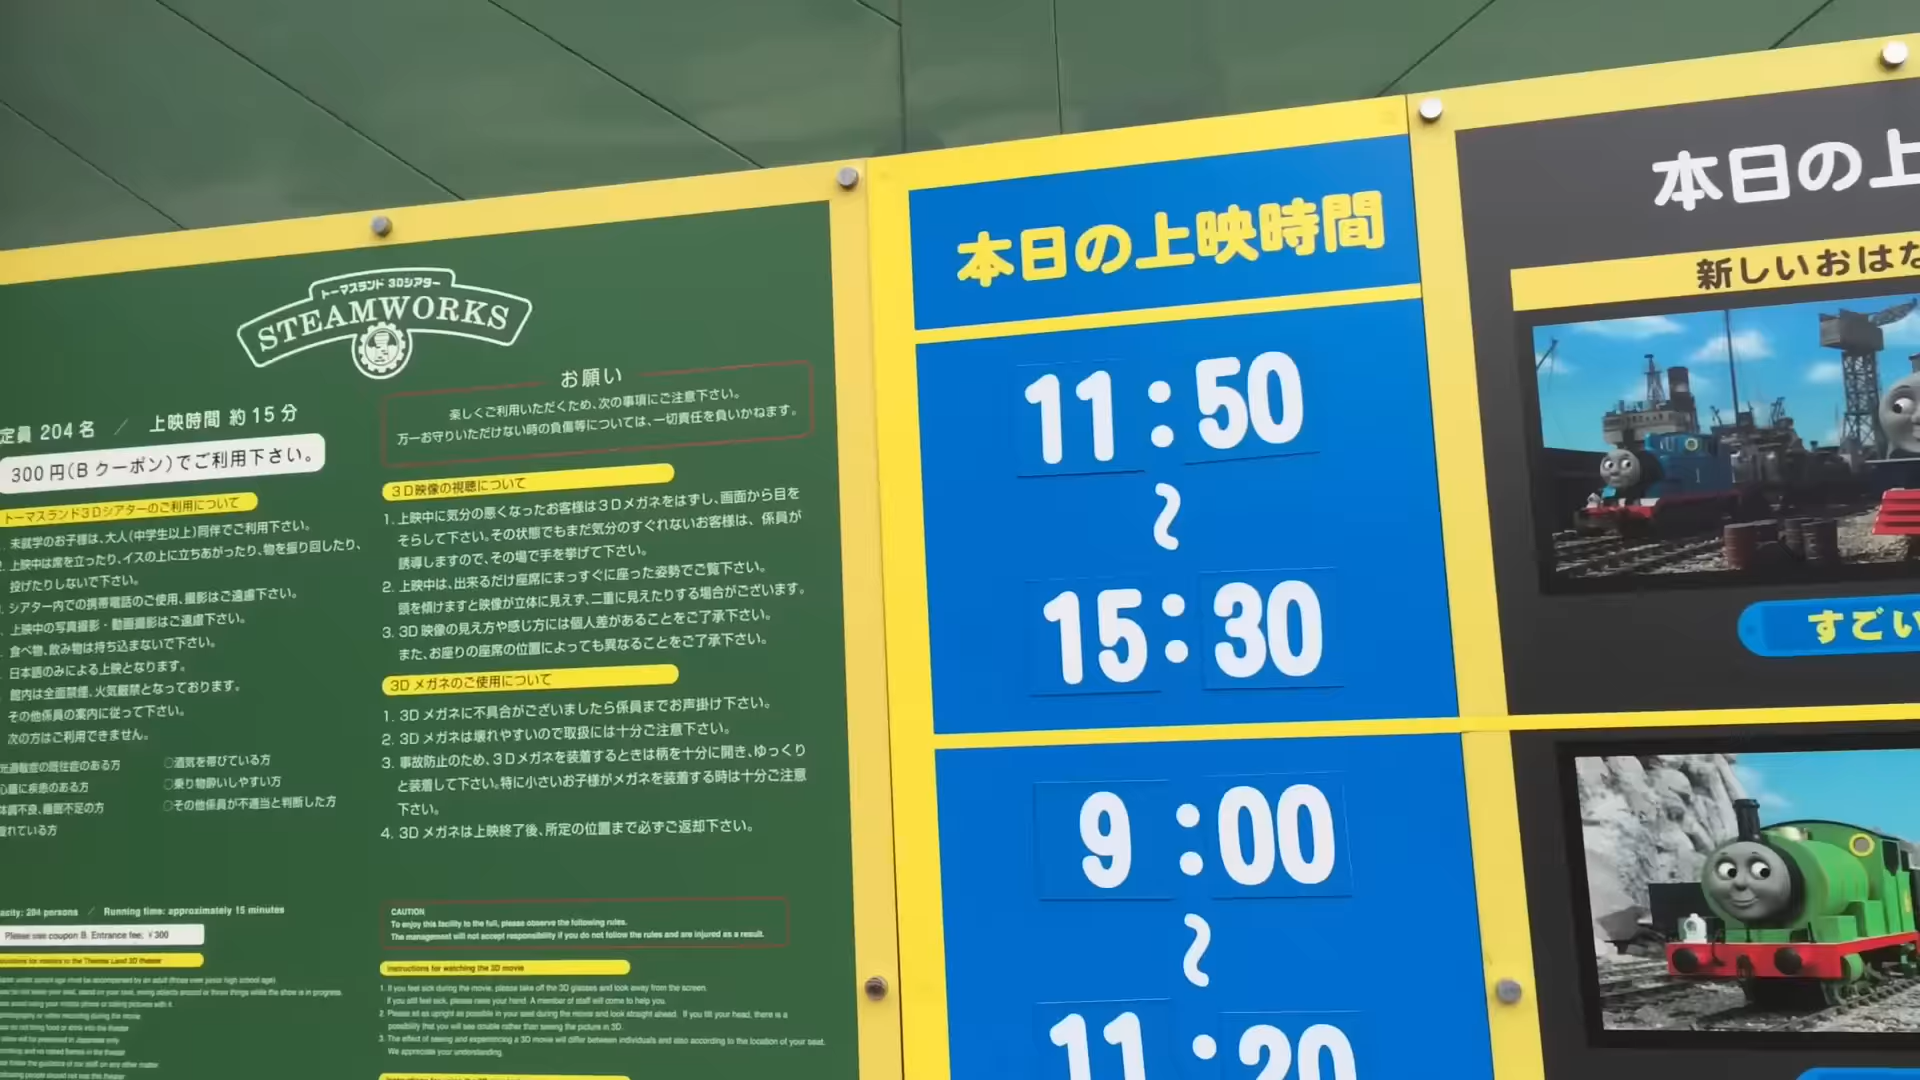 トーマスランド 3Dシアター
STEAMWORKS
定員 204 名 ／ 上映時間 約 15 分
300 円(B クーポン)でご利用下さい。
トーマスランド3Dシアターのご利用について
未就学のお子様は、大人(中学生以上)同伴でご利用下さい。
上映中は席を立ったり、イスの上に立ちあがったり、物を振り回したり、
投げたりしないで下さい。
シアター内での携帯電話のご使用、撮影はご遠慮下さい。
上映中の写真撮影・動画撮影はご遠慮下さい。
食べ物、飲み物は持ち込まないで下さい。
日本語のみによる上映となります。
館内は全面禁煙、火気厳禁となっております。
その他係員の案内に従って下さい。
次の方はご利用できません。
光過敏症の既往症のある方
心臓に疾患のある方
体調不良、睡眠不足の方
疲れている方
○酒気を帯びている方
○乗り物酔いしやすい方
○その他係員が不適当と判断した方
お願い
楽しくご利用いただくため、次の事項にご注意下さい。
万一お守りいただけない時の負傷等については、一切責任を負いかねます。
3D映像の視聴について
1. 上映中に気分の悪くなったお客様は3Dメガネをはずし、画面から目を
そらして下さい。その状態でもまだ気分のすぐれないお客様は、係員が
誘導しますので、その場で手を挙げて下さい。
2. 上映中は、出来るだけ座席にまっすぐに座った姿勢でご覧下さい。
頭を傾けますと映像が立体に見えず、二重に見えたりする場合がございます。
3. 3D 映像の見え方や感じ方には個人差があることをご了承下さい。
また、お座りの座席の位置によっても異なることをご了承下さい。
3D メガネのご使用について
1. 3D メガネに不具合がございましたら係員までお声掛け下さい。
2. 3D メガネは壊れやすいので取扱には十分ご注意下さい。
3. 事故防止のため、3Dメガネを装着するときは柄を十分に開き、ゆっくり
と装着して下さい。特に小さいお子様がメガネを装着する時は十分ご注意
下さい。
4. 3D メガネは上映終了後、所定の位置まで必ずご返却下さい。
204 persons ／ Running time: approximately 15 minutes
Please use coupon B. Entrance fee: ¥300
CAUTION
To enjoy this facility to the full, please observe the following rules.
The management will not accept responsibility if you do not follow the rules and are injured as a result.
Instructions for watching the 3D movie
1. If you feel sick during the movie, please take off the 3D glasses and look away from the screen.
If you still feel sick, please raise your hand. A member of staff will come to help you.
2. Please sit as upright as possible in your seat during the movie and look straight ahead. If you tilt your head, there is a
possibility that you will see double rather than seeing the picture in 3D.
3. The effect of seeing and experiencing a 3D movie will differ between individuals and also according to the location of your seat.
We appreciate your understanding.
本日の上映時間
11:50
〜
15:30
9:00
〜
11:20
本日の上
新しいおはな
すごい